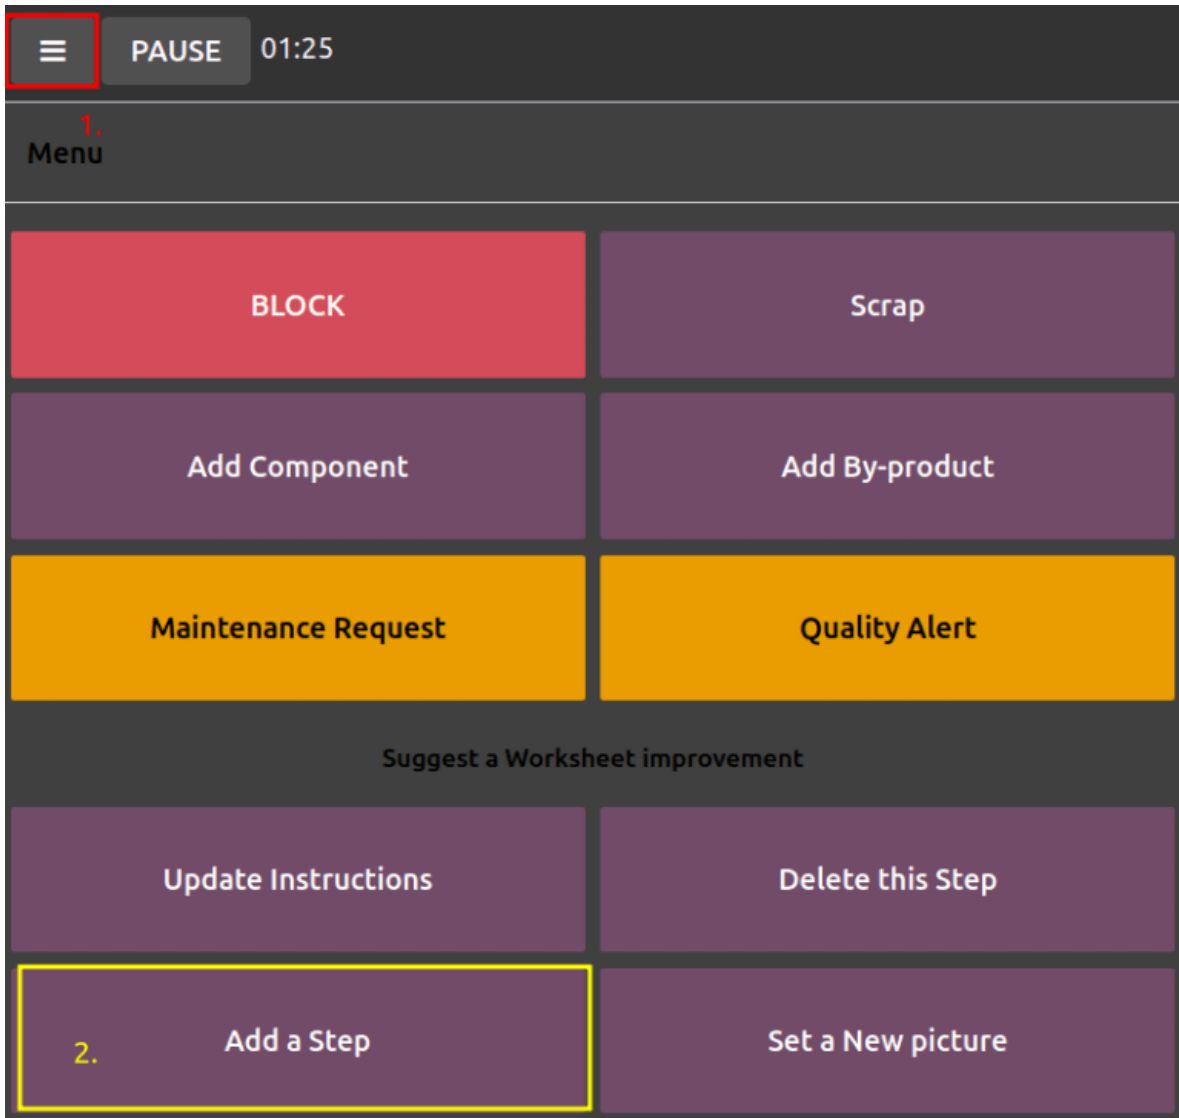 PAUSE 01:25
1.
Menu
BLOCK Scrap
Add Component Add By-product
Maintenance Request Quality Alert
Suggest a Worksheet improvement
Update Instructions Delete this Step
2. Add a Step Set a New picture